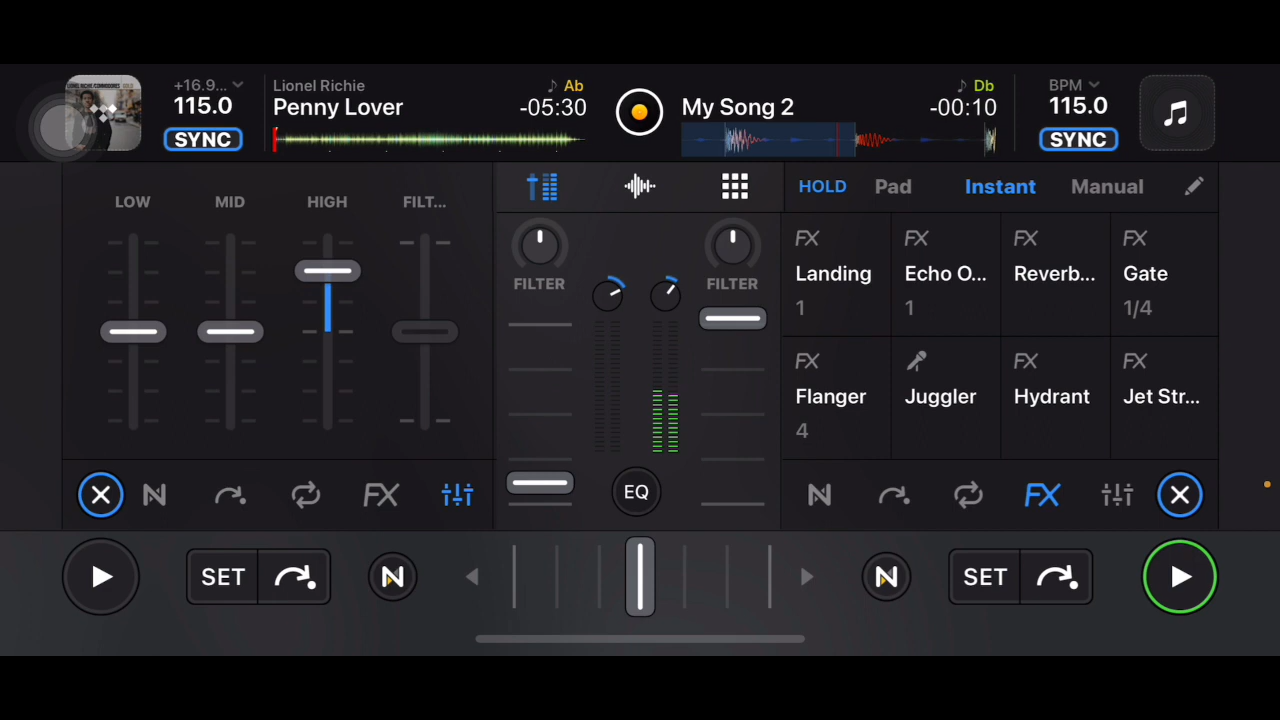 +16.9...
115.0
SYNC
Lionel Richie
Penny Lover
Ab
-05:30
My Song 2
Db
-00:10
BPM
115.0
SYNC
LOW
MID
HIGH
FILT...
FILTER
FILTER
HOLD
Pad
Instant
Manual
FX
Landing
1
FX
Echo O...
1
FX
Reverb...
FX
Gate
1/4
FX
Flanger
4
Juggler
FX
Hydrant
FX
Jet Str...
FX
EQ
FX
SET
SET